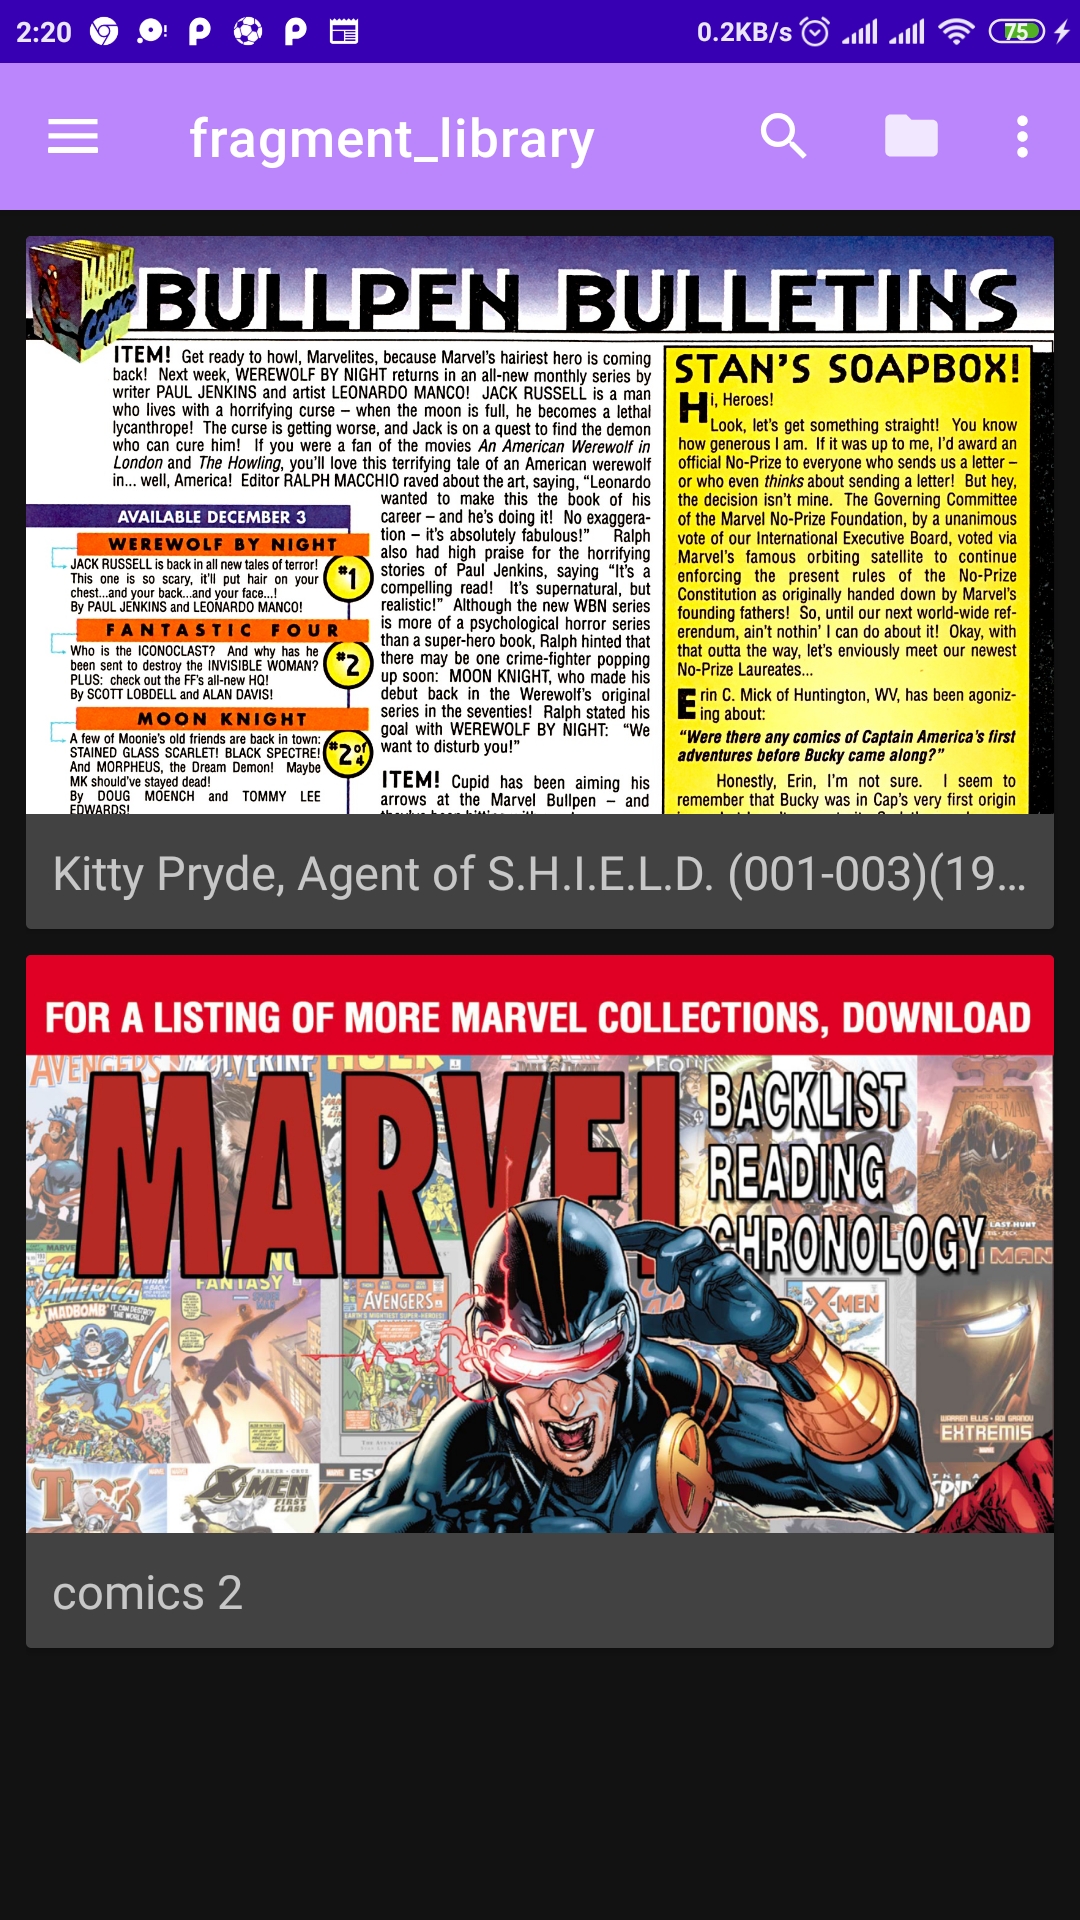 2:20
0.2KB/s
75
fragment_library
MARVEL
COMICS
BULLPEN BULLETINS
ITEM! Get ready to howl, Marvelites, because Marvel's hairiest hero is coming
back! Next week, WEREWOLF BY NIGHT returns in an all-new monthly series by
writer PAUL JENKINS and artist LEONARDO MANCO! JACK RUSSELL is a man
who lives with a horrifying curse – when the moon is full, he becomes a lethal
lycanthrope! The curse is getting worse, and Jack is on a quest to find the demon
who can cure him! If you were a fan of the movies An American Werewolf in
London and The Howling, you'll love this terrifying tale of an American werewolf
in... well, America! Editor RALPH MACCHIO raved about the art, saying, “Leonardo
wanted to make this the book of his
career – and he's doing it! No exaggera-
tion – it's absolutely fabulous!” Ralph
also had high praise for the horrifying
stories of Paul Jenkins, saying “It's a
compelling read! It's supernatural, but
realistic!” Although the new WBN series
is more of a psychological horror series
than a super-hero book, Ralph hinted that
there may be one crime-fighter popping
up soon: MOON KNIGHT, who made his
debut back in the Werewolf's original
series in the seventies! Ralph stated his
goal with WEREWOLF BY NIGHT: “We
want to disturb you!”
ITEM! Cupid has been aiming his
arrows at the Marvel Bullpen – and
AVAILABLE DECEMBER 3
WEREWOLF BY NIGHT
JACK RUSSELL is back in all new tales of terror!
This one is so scary, it'll put hair on your
chest...and your back...and your face...!
By PAUL JENKINS and LEONARDO MANCO!
#1
FANTASTIC FOUR
Who is the ICONOCLAST? And why has he
been sent to destroy the INVISIBLE WOMAN?
PLUS: check out the FF's all-new HQ!
By SCOTT LOBDELL and ALAN DAVIS!
#2
MOON KNIGHT
A few of Moonie's old friends are back in town:
STAINED GLASS SCARLET! BLACK SPECTRE!
And MORPHEUS, the Dream Demon! Maybe
MK should've stayed dead!
By DOUG MOENCH and TOMMY LEE
EDWARDS!
#2 of 4
STAN'S SOAPBOX!
Hi, Heroes!
Look, let's get something straight! You know
how generous I am. If it was up to me, I'd award an
official No-Prize to everyone who sends us a letter –
or who even thinks about sending a letter! But hey,
the decision isn't mine. The Governing Committee
of the Marvel No-Prize Foundation, by a unanimous
vote of our International Executive Board, voted via
Marvel's famous orbiting satellite to continue
enforcing the present rules of the No-Prize
Constitution as originally handed down by Marvel's
founding fathers! So, until our next world-wide ref-
erendum, ain't nothin' I can do about it! Okay, with
that outta the way, let's enviously meet our newest
No-Prize Laureates...
Erin C. Mick of Huntington, WV, has been agoniz-
ing about:
“Were there any comics of Captain America's first
adventures before Bucky came along?”
Honestly, Erin, I'm not sure. I seem to
remember that Bucky was in Cap's very first origin
Kitty Pryde, Agent of S.H.I.E.L.D. (001-003)(19...
FOR A LISTING OF MORE MARVEL COLLECTIONS, DOWNLOAD
AVENGERS
WOLVERINE
HULK
MARVEL
BACKLIST
READING
CHRONOLOGY
SPIDER-MAN
LAST HUNT
CAPTAIN
AMERICA
MADBOMB
FANTASY
AVENGERS
X-MEN
MAN
WARREN ELLIS • ADI GRANOV
EXTREMIS
X-MEN
FIRST
CLASS
comics 2